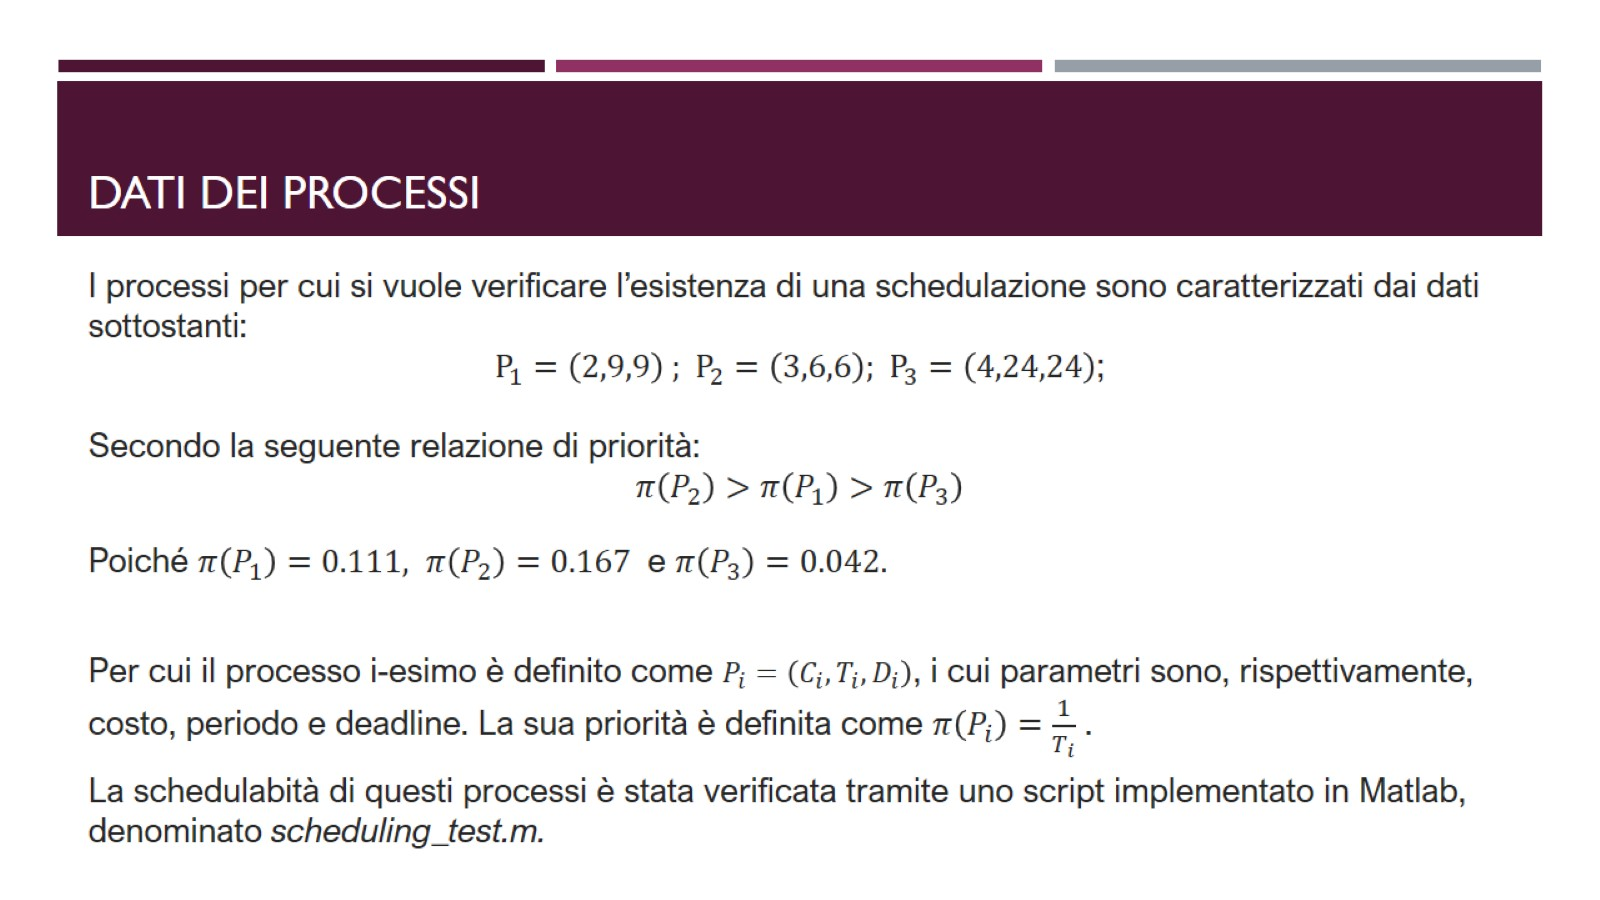 DATI DEI PROCESSI
I processi per cui si vuole verificare l’esistenza di una schedulazione sono caratterizzati dai dati
sottostanti:
P₁ = (2,9,9) ; P₂ = (3,6,6); P₃ = (4,24,24);
Secondo la seguente relazione di priorità:
π(P₂) > π(P₁) > π(P₃)
Poiché π(P₁) = 0.111, π(P₂) = 0.167 e π(P₃) = 0.042.
Per cui il processo i-esimo è definito come Pᵢ = (Cᵢ, Tᵢ, Dᵢ), i cui parametri sono, rispettivamente,
costo, periodo e deadline. La sua priorità è definita come π(Pᵢ) = 1/Tᵢ .
La schedulabità di questi processi è stata verificata tramite uno script implementato in Matlab,
denominato scheduling_test.m.